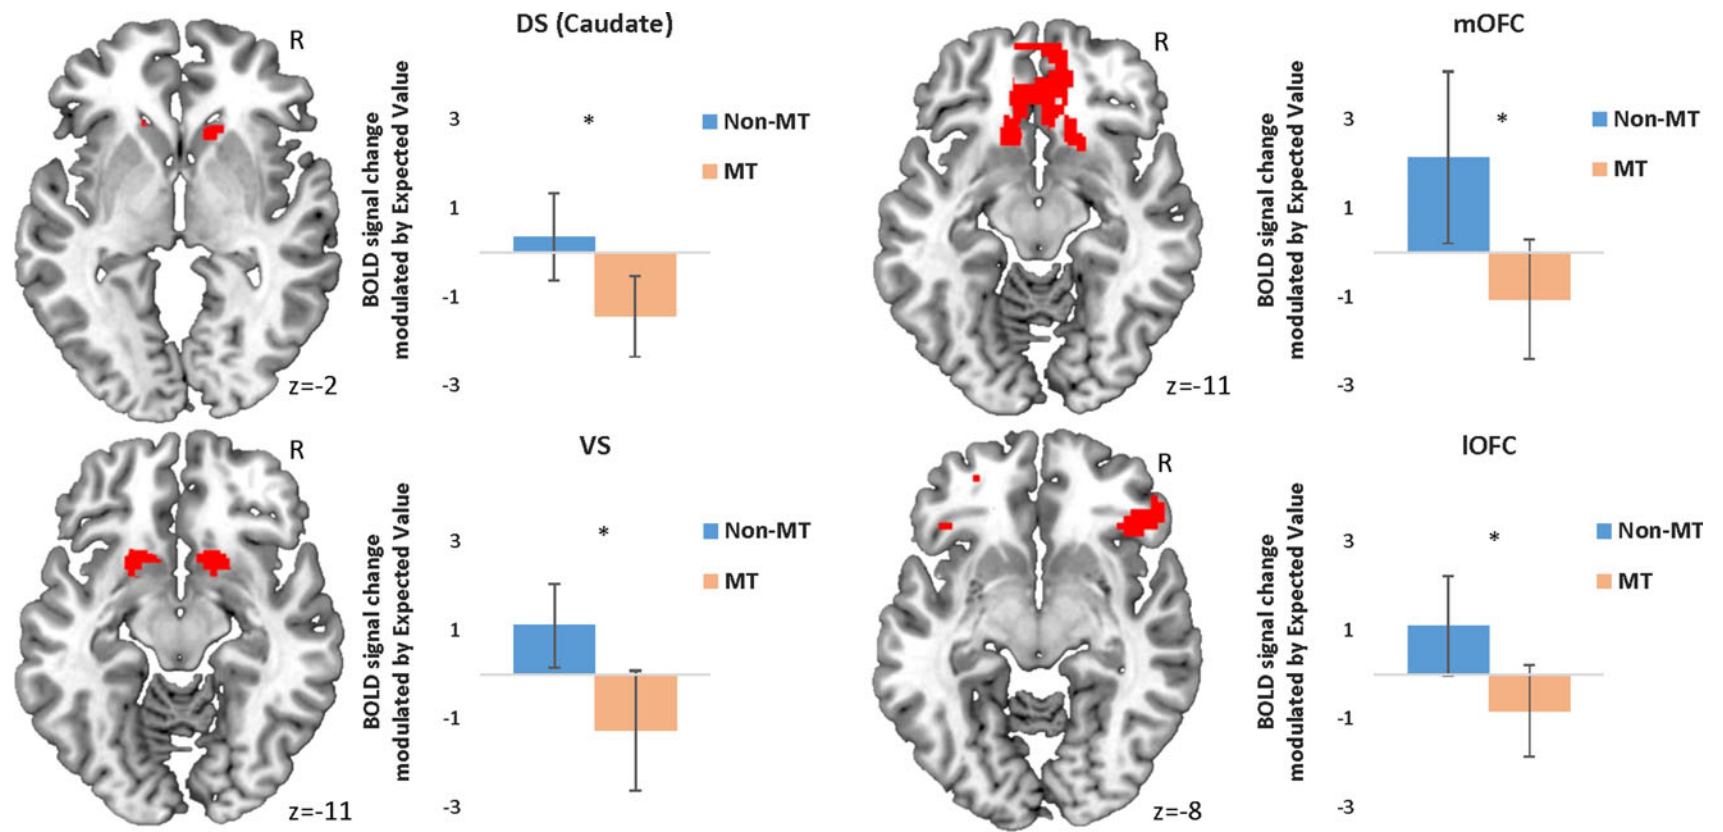 DS (Caudate)
R
BOLD signal change
modulated by Expected Value
3
1
-1
-3
*
Non-MT
MT
z=-2
mOFC
R
BOLD signal change
modulated by Expected Value
3
1
-1
-3
*
Non-MT
MT
z=-11
VS
R
BOLD signal change
modulated by Expected Value
3
1
-1
-3
*
Non-MT
MT
z=-11
lOFC
R
BOLD signal change
modulated by Expected Value
3
1
-1
-3
*
Non-MT
MT
z=-8